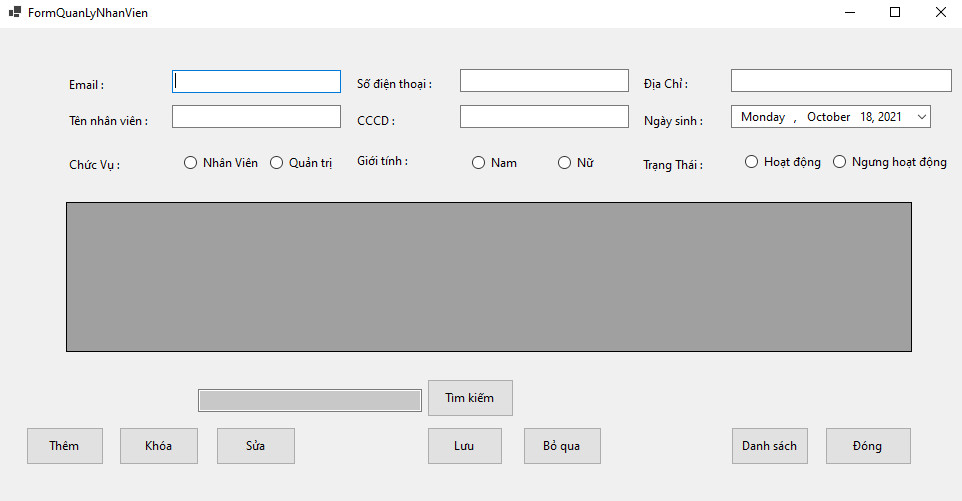 FormQuanLyNhanVien
Email :
Số điện thoại :
Địa Chỉ :
Tên nhân viên :
CCCD :
Ngày sinh :
Monday , October 18, 2021
Chức Vụ :
Nhân Viên
Quản trị
Giới tính :
Nam
Nữ
Trạng Thái :
Hoạt động
Ngưng hoạt động
Tìm kiếm
Thêm
Khóa
Sửa
Lưu
Bỏ qua
Danh sách
Đóng